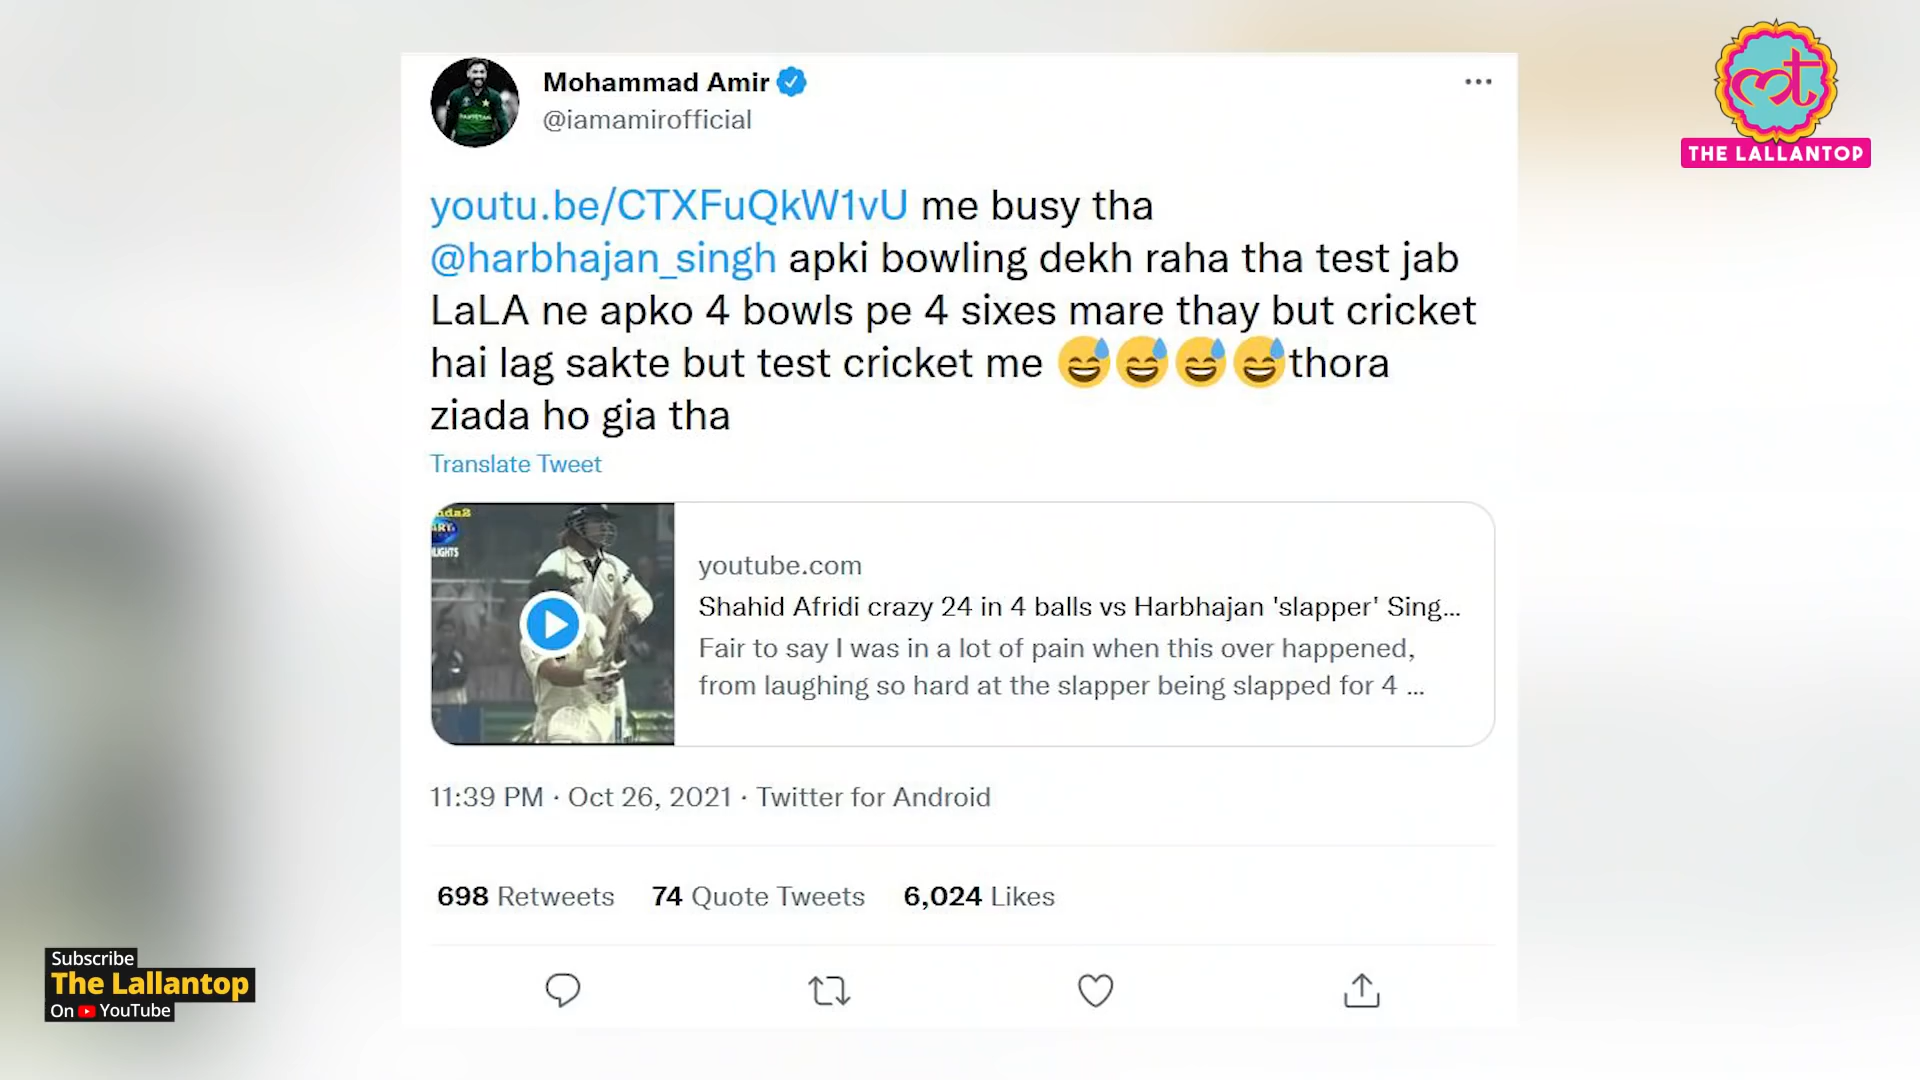 Mohammad Amir
@iamamirofficial
THE LALLANTOP
youtu.be/CTXFuQkW1vU me busy tha
@harbhajan_singh apki bowling dekh raha tha test jab
LaLA ne apko 4 bowls pe 4 sixes mare thay but cricket
hai lag sakte but test cricket me 😅😅😅😅thora
ziada ho gia tha
Translate Tweet
youtube.com
Shahid Afridi crazy 24 in 4 balls vs Harbhajan 'slapper' Sing...
Fair to say I was in a lot of pain when this over happened,
from laughing so hard at the slapper being slapped for 4 ...
11:39 PM · Oct 26, 2021 · Twitter for Android
698 Retweets 74 Quote Tweets 6,024 Likes
Subscribe
The Lallantop
On YouTube